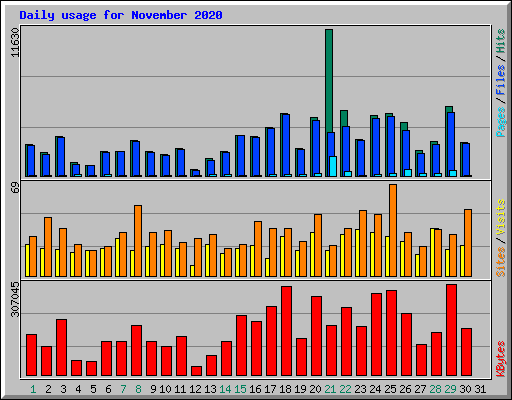 Daily usage for November 2020
11630
Pages / Files / Hits
69
Sites / Visits
307045
KBytes
1 2 3 4 5 6 7 8 9 10 11 12 13 14 15 16 17 18 19 20 21 22 23 24 25 26 27 28 29 30 31